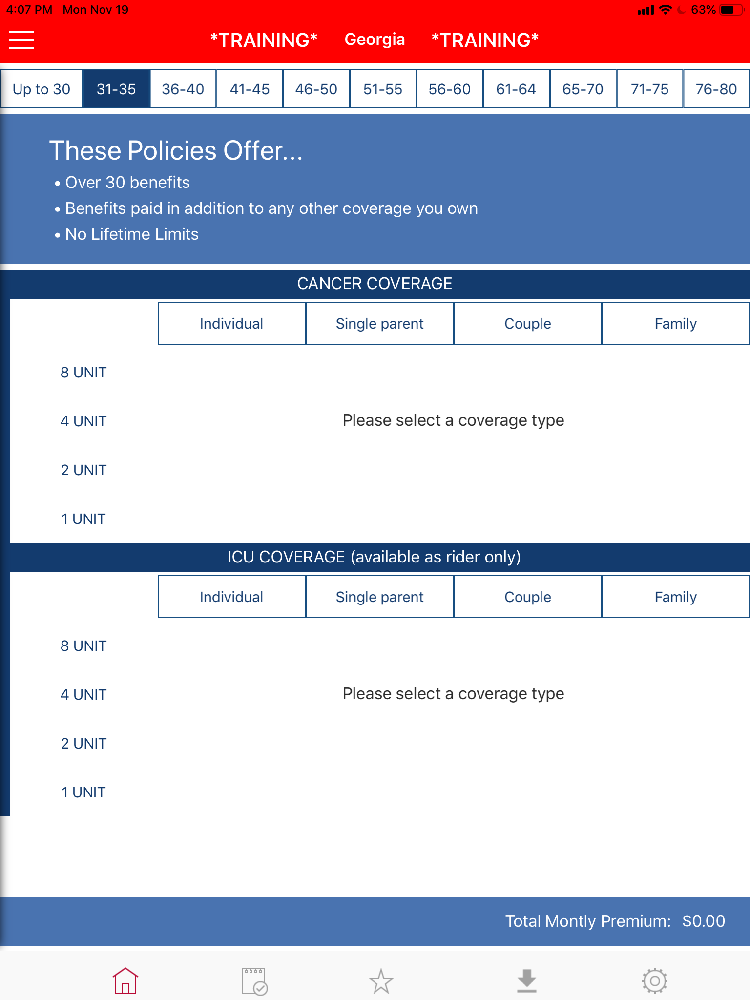 4:07 PM Mon Nov 19 63%
*TRAINING* Georgia *TRAINING*
Up to 30 31-35 36-40 41-45 46-50 51-55 56-60 61-64 65-70 71-75 76-80
These Policies Offer...
• Over 30 benefits
• Benefits paid in addition to any other coverage you own
• No Lifetime Limits
CANCER COVERAGE
Individual Single parent Couple Family
8 UNIT
4 UNIT Please select a coverage type
2 UNIT
1 UNIT
ICU COVERAGE (available as rider only)
Individual Single parent Couple Family
8 UNIT
4 UNIT Please select a coverage type
2 UNIT
1 UNIT
Total Montly Premium: $0.00